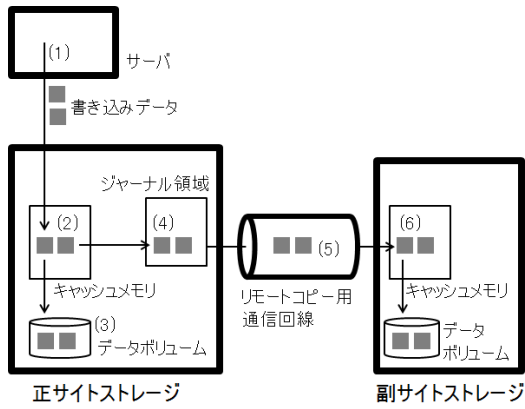 (1)
サーバ
書き込みデータ
ジャーナル領域
(2)
(4)
(5)
(6)
キャッシュメモリ
リモートコピー用
通信回線
キャッシュメモリ
(3)
データボリューム
データ
ボリューム
正サイトストレージ
副サイトストレージ